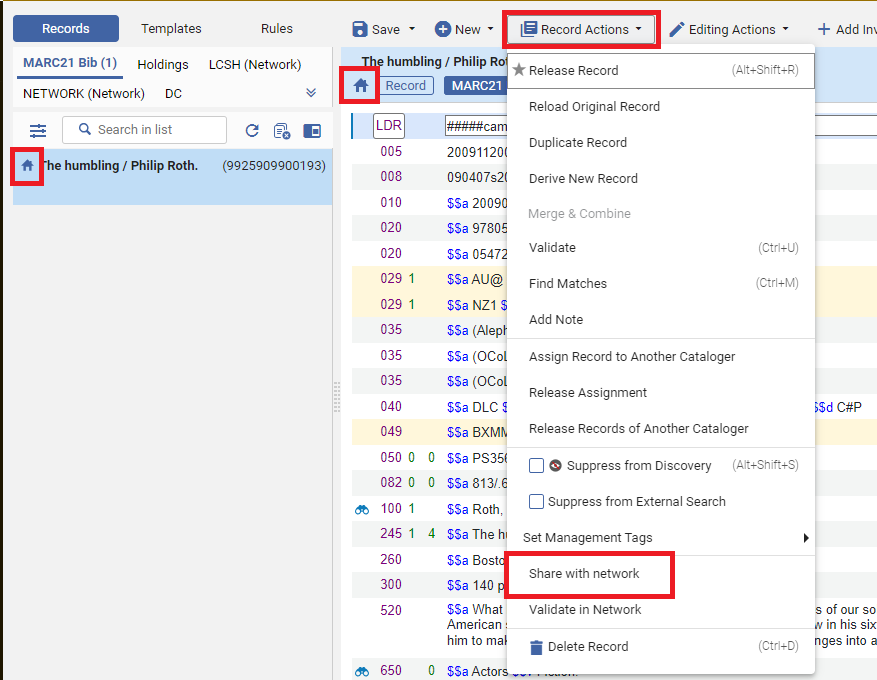 Records Templates Rules Save New Record Actions Editing Actions Add Inv
MARC21 Bib (1) Holdings LCSH (Network)
NETWORK (Network) DC
Search in list
The humbling / Philip Roth. (9925909900193)
The humbling / Philip Rot
Record MARC21
LDR #####cam
005 200911200
008 090407s20
010 $$a 20090
020 $$a 97805
020 $$a 05472
029 1 $$a AU@
029 1 $$a NZ1 $
035 $$a (Aleph
035 $$a (OCoL
035 $$a (OCoL
040 $$a DLC $ $$d C#P
049 $$a BXMM
050 0 0 $$a PS356
082 0 0 $$a 813/.6
100 1 $$a Roth,
245 1 4 $$a The hu
260 $$a Bosto
300 $$a 140 p
520 $$a What s of our so
American s w in his sixt
him to mak nges into a
650 0 $$a Actors
Release Record (Alt+Shift+R)
Reload Original Record
Duplicate Record
Derive New Record
Merge & Combine
Validate (Ctrl+U)
Find Matches (Ctrl+M)
Add Note
Assign Record to Another Cataloger
Release Assignment
Release Records of Another Cataloger
Suppress from Discovery (Alt+Shift+S)
Suppress from External Search
Set Management Tags
Share with network
Validate in Network
Delete Record (Ctrl+D)